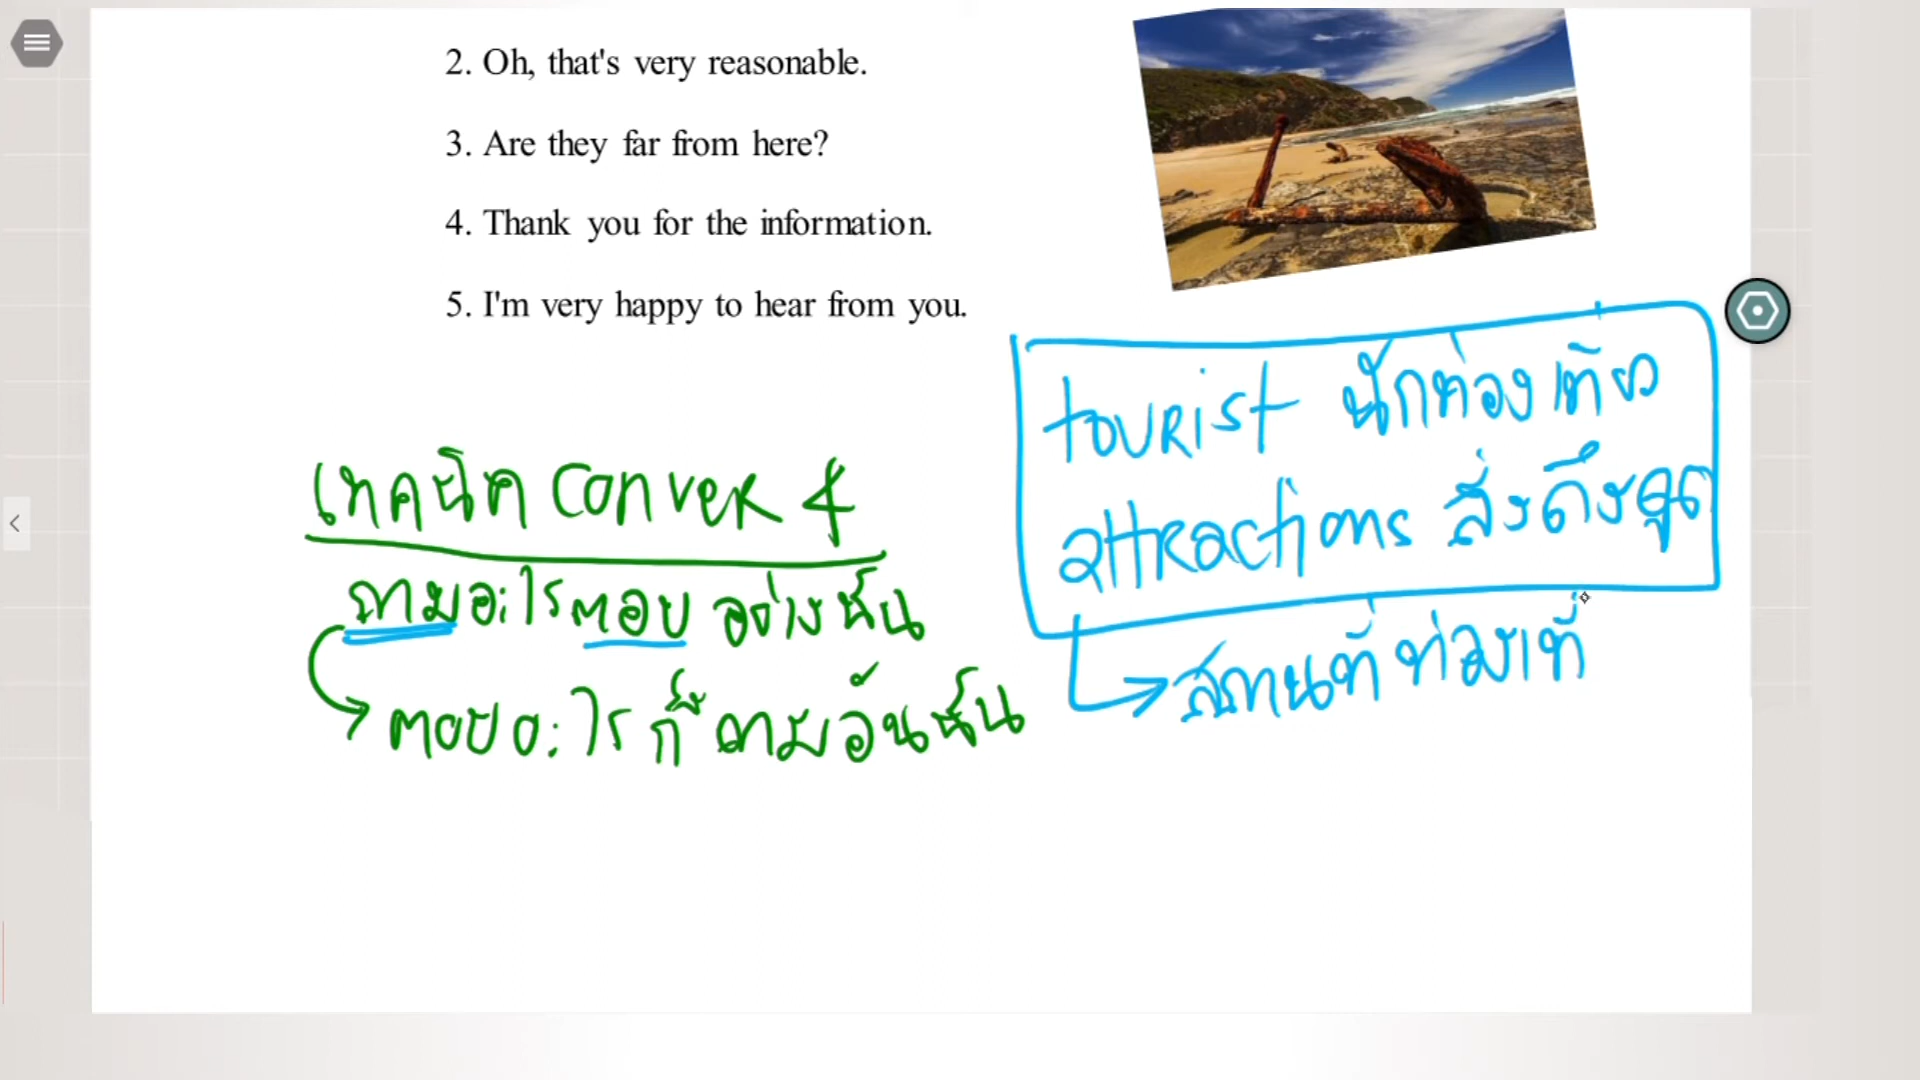 2. Oh, that's very reasonable.
3. Are they far from here?
4. Thank you for the information.
5. I'm very happy to hear from you.
tourist นักท่องเที่ยว
attractions สิ่งดึงดูด
เทคนิค Conver 4
ถามอะไรตอบ อย่างนั้น
สถานที่ ท่องเที่
ตอบอะไร ก็ ถามอันนั้น